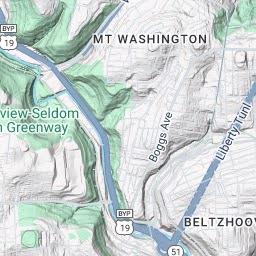 BYP
19
MT WASHINGTON
view-Seldom
n Greenway
Boggs Ave
Liberty Tunl
BYP
19
BELTZHOOV
51